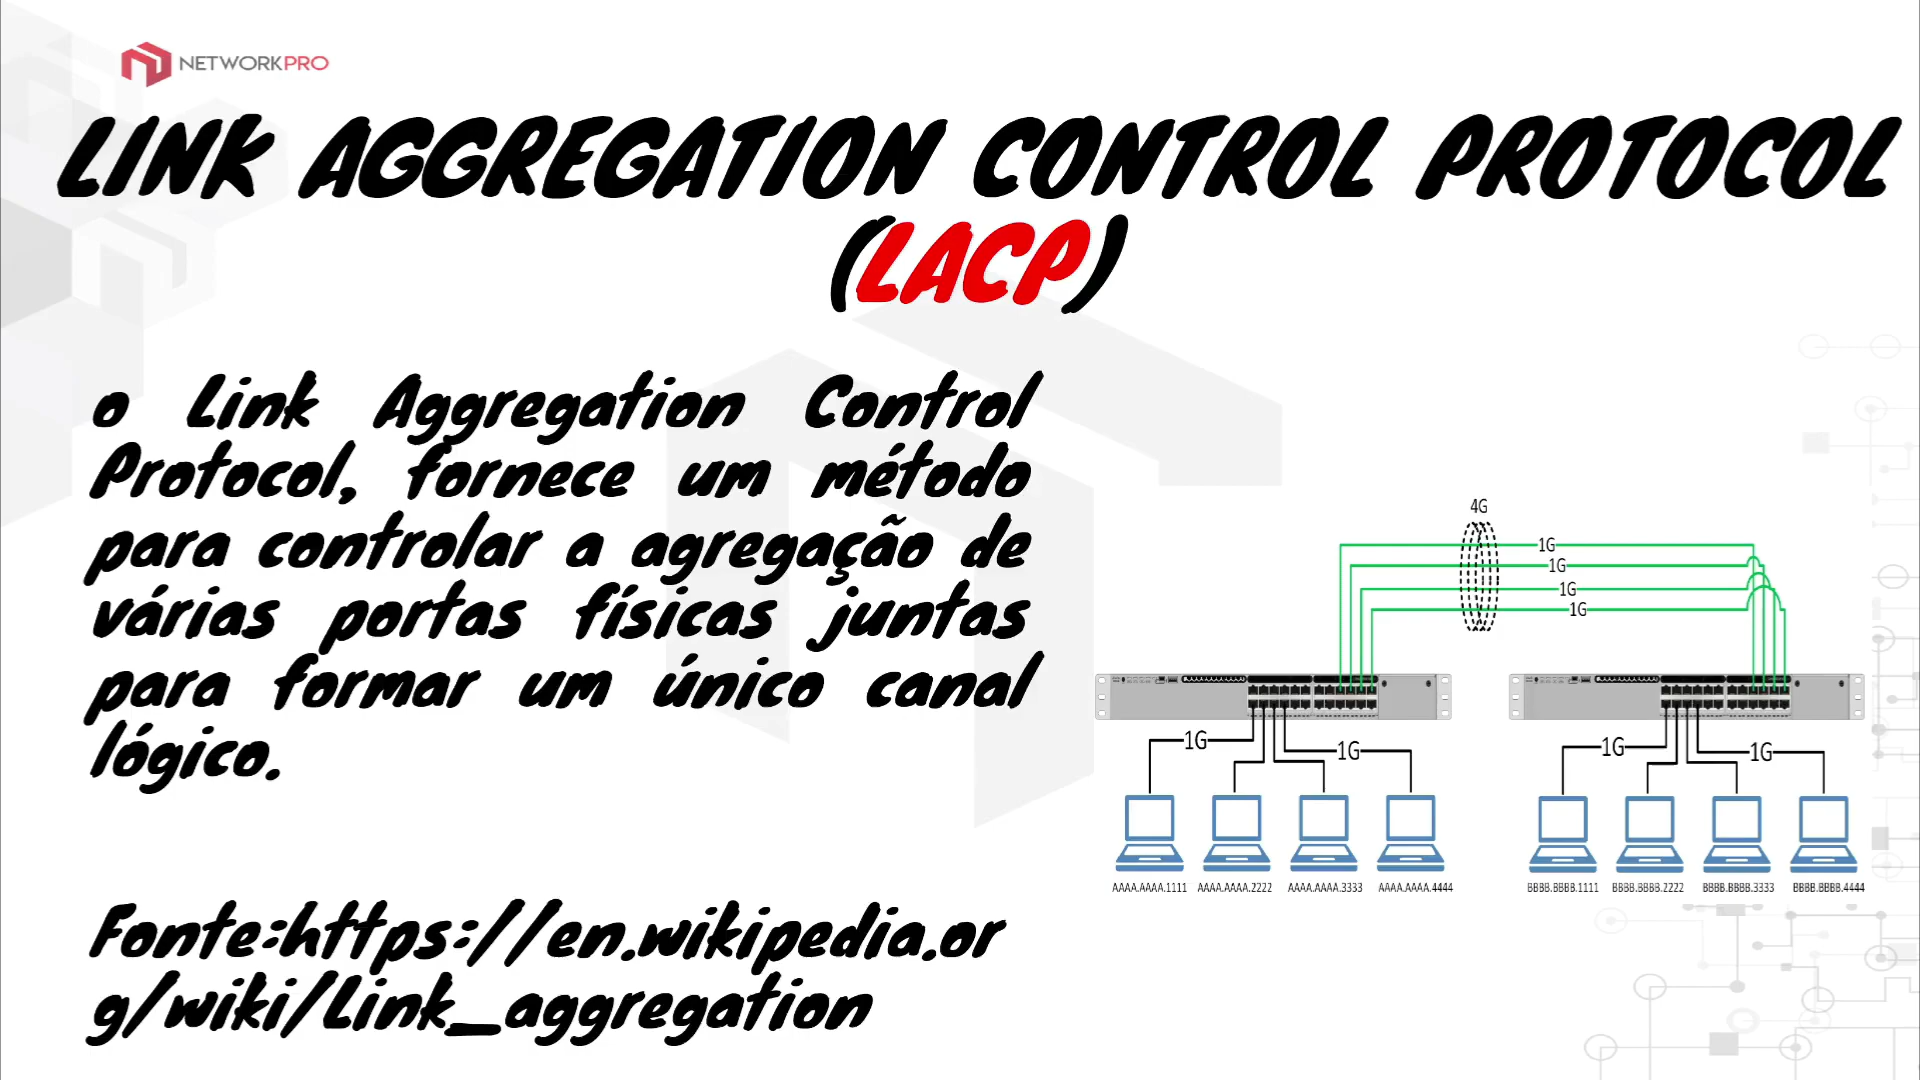 NETWORKPRO
LINK AGGREGATION CONTROL PROTOCOL
(LACP)
o Link Aggregation Control
Protocol, fornece um método
para controlar a agregação de
várias portas físicas juntas
para formar um único canal
lógico.
Fonte:https://en.wikipedia.or
g/wiki/Link_aggregation
4G
1G
1G
1G
1G
1G 1G 1G 1G
AAAA.AAAA.1111 AAAA.AAAA.2222 AAAA.AAAA.3333 AAAA.AAAA.4444 BBBB.BBBB.1111 BBBB.BBBB.2222 BBBB.BBBB.3333 BBBB.BBBB.4444